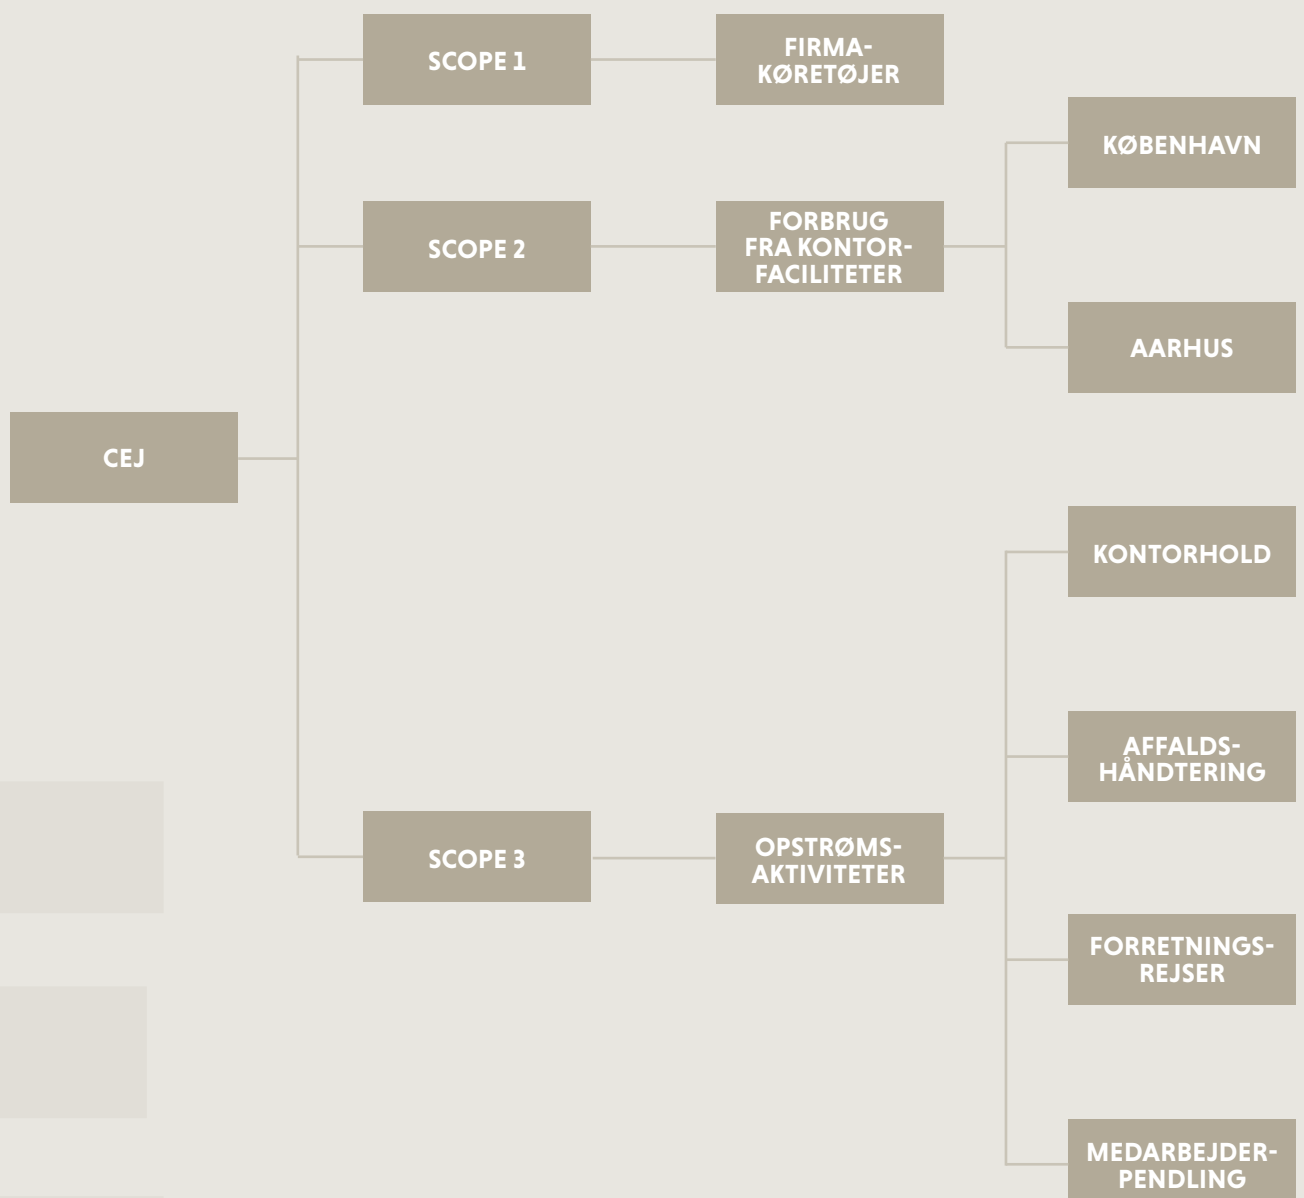 SCOPE 1
FIRMA-
KØRETØJER
KØBENHAVN
SCOPE 2
FORBRUG
FRA KONTOR-
FACILITETER
AARHUS
CEJ
KONTORHOLD
AFFALDS-
HÅNDTERING
SCOPE 3
OPSTRØMS-
AKTIVITETER
FORRETNINGS-
REJSER
MEDARBEJDER-
PENDLING